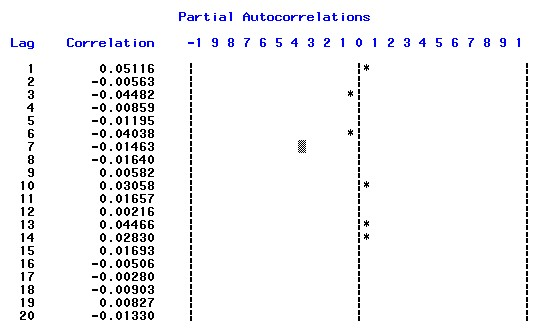 Partial Autocorrelations
Lag Correlation -1 9 8 7 6 5 4 3 2 1 0 1 2 3 4 5 6 7 8 9 1
1 0.05116 | |* |
2 -0.00563 | | |
3 -0.04482 | *| |
4 -0.00859 | | |
5 -0.01195 | | |
6 -0.04038 | *| |
7 -0.01463 | | |
8 -0.01640 | | |
9 0.00582 | | |
10 0.03058 | |* |
11 0.01657 | | |
12 0.00216 | | |
13 0.04466 | |* |
14 0.02830 | |* |
15 0.01693 | | |
16 -0.00506 | | |
17 -0.00280 | | |
18 -0.00903 | | |
19 -0.00827 | | |
20 -0.01330 | | |